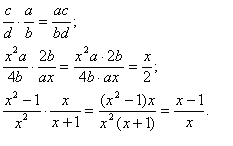 c/d · a/b = ac/bd;
x²a/4b · 2b/ax = x²a · 2b/4b · ax = x/2;
x² − 1/x² · x/x + 1 = (x² − 1)x/x² (x + 1) = x − 1/x.